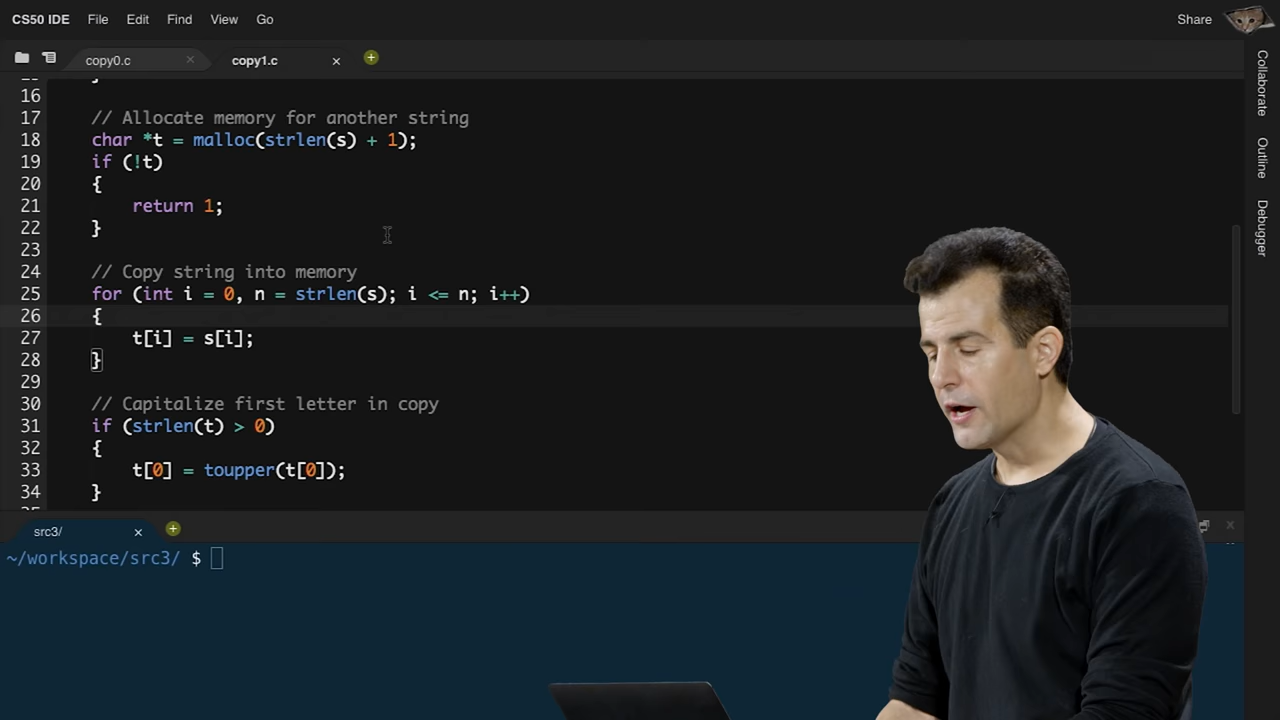 CS50 IDE File Edit Find View Go Share
copy0.c copy1.c
16
17 // Allocate memory for another string
18 char *t = malloc(strlen(s) + 1);
19 if (!t)
20 {
21 return 1;
22 }
23
24 // Copy string into memory
25 for (int i = 0, n = strlen(s); i <= n; i++)
26 {
27 t[i] = s[i];
28 }
29
30 // Capitalize first letter in copy
31 if (strlen(t) > 0)
32 {
33 t[0] = toupper(t[0]);
34 }
src3/
~/workspace/src3/ $
Collaborate
Outline
Debugger